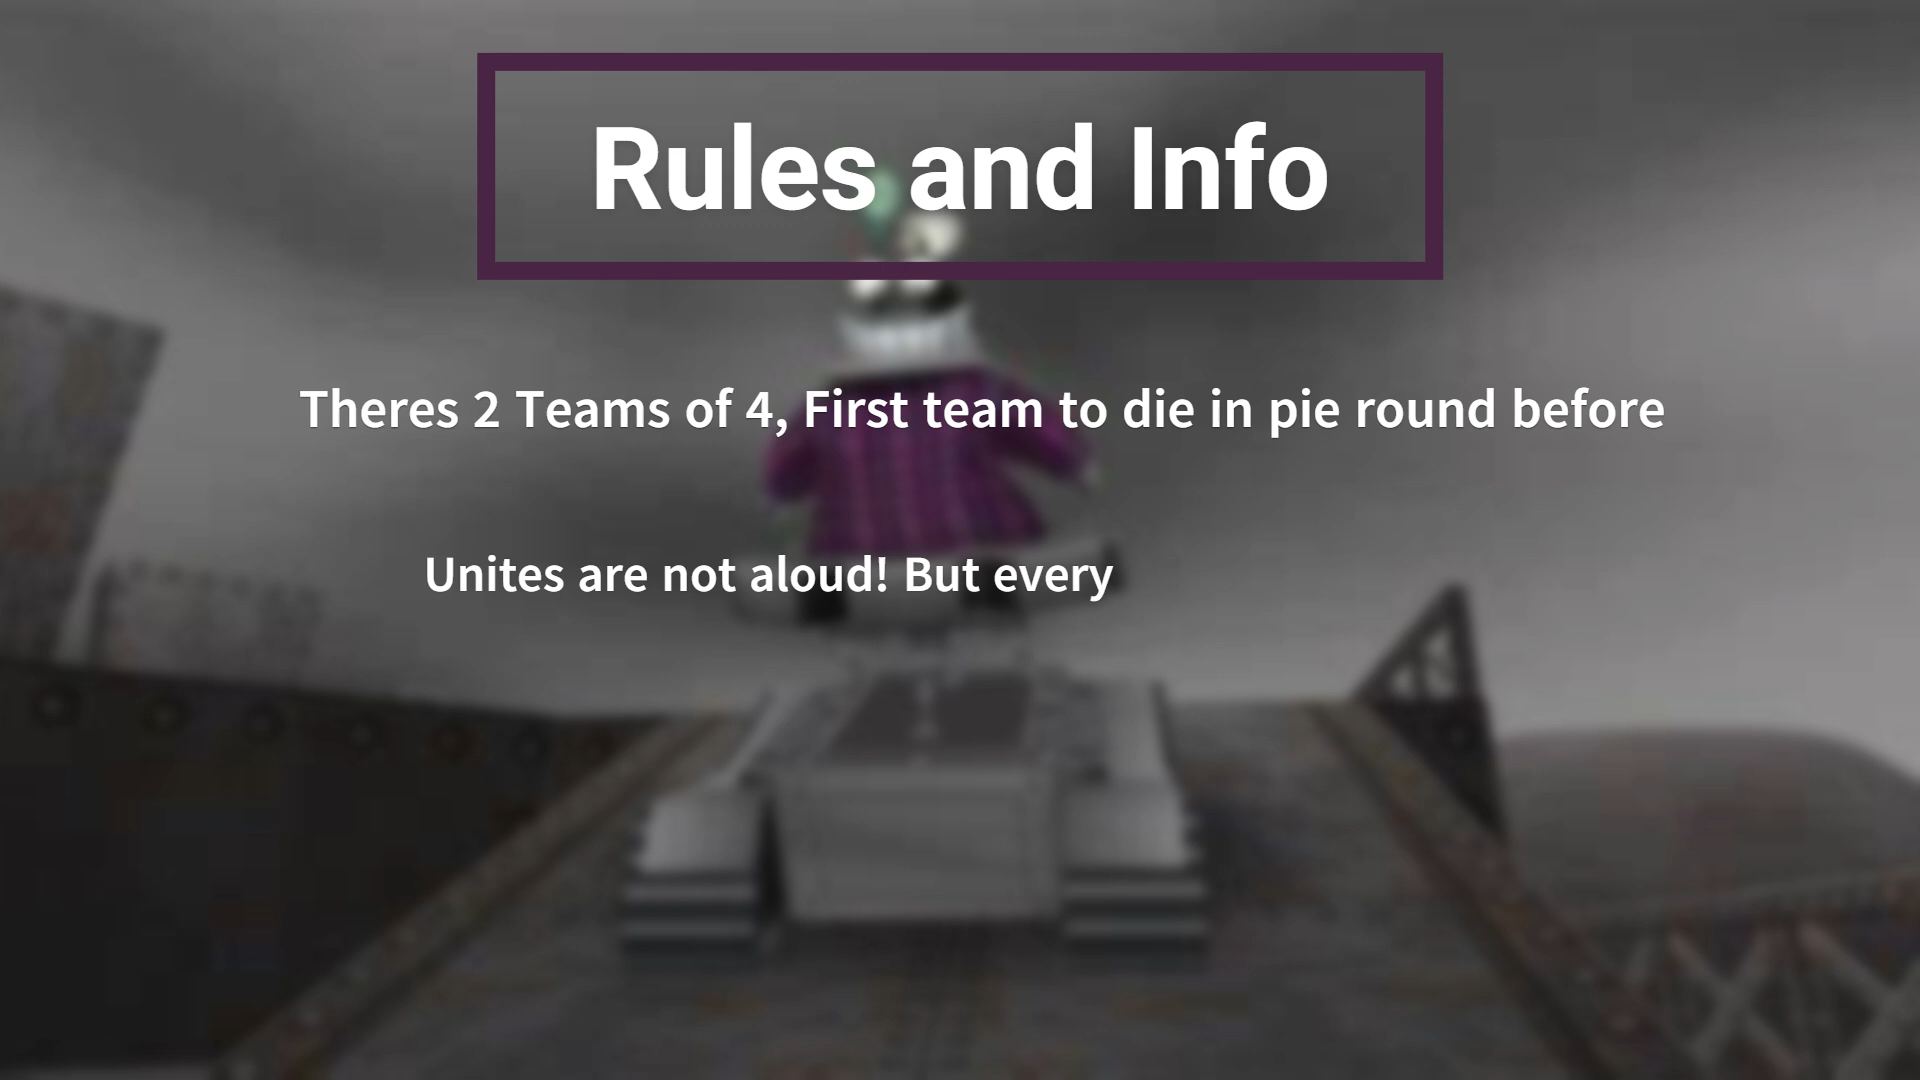 Rules and Info
Theres 2 Teams of 4, First team to die in pie round before
Unites are not aloud! But every